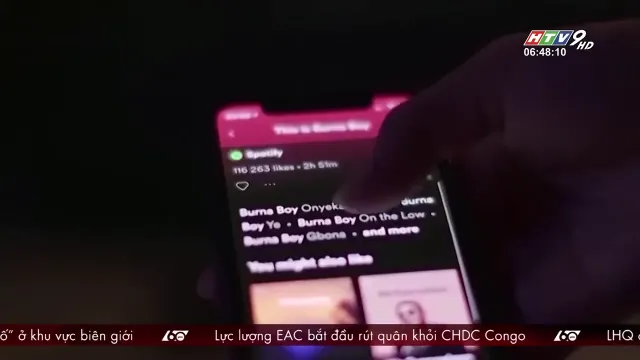 HTV9 HD
06:48:10
This is Burna Boy
Spotify
116 263 likes • 2h 51m
Burna Boy Burna
Boy Ye • Burna Boy On the Low •
Burna Boy Gbona • and more
You might also like
ố” ở khu vực biên giới 60 Lực lượng EAC bắt đầu rút quân khỏi CHDC Congo 60 LHQ